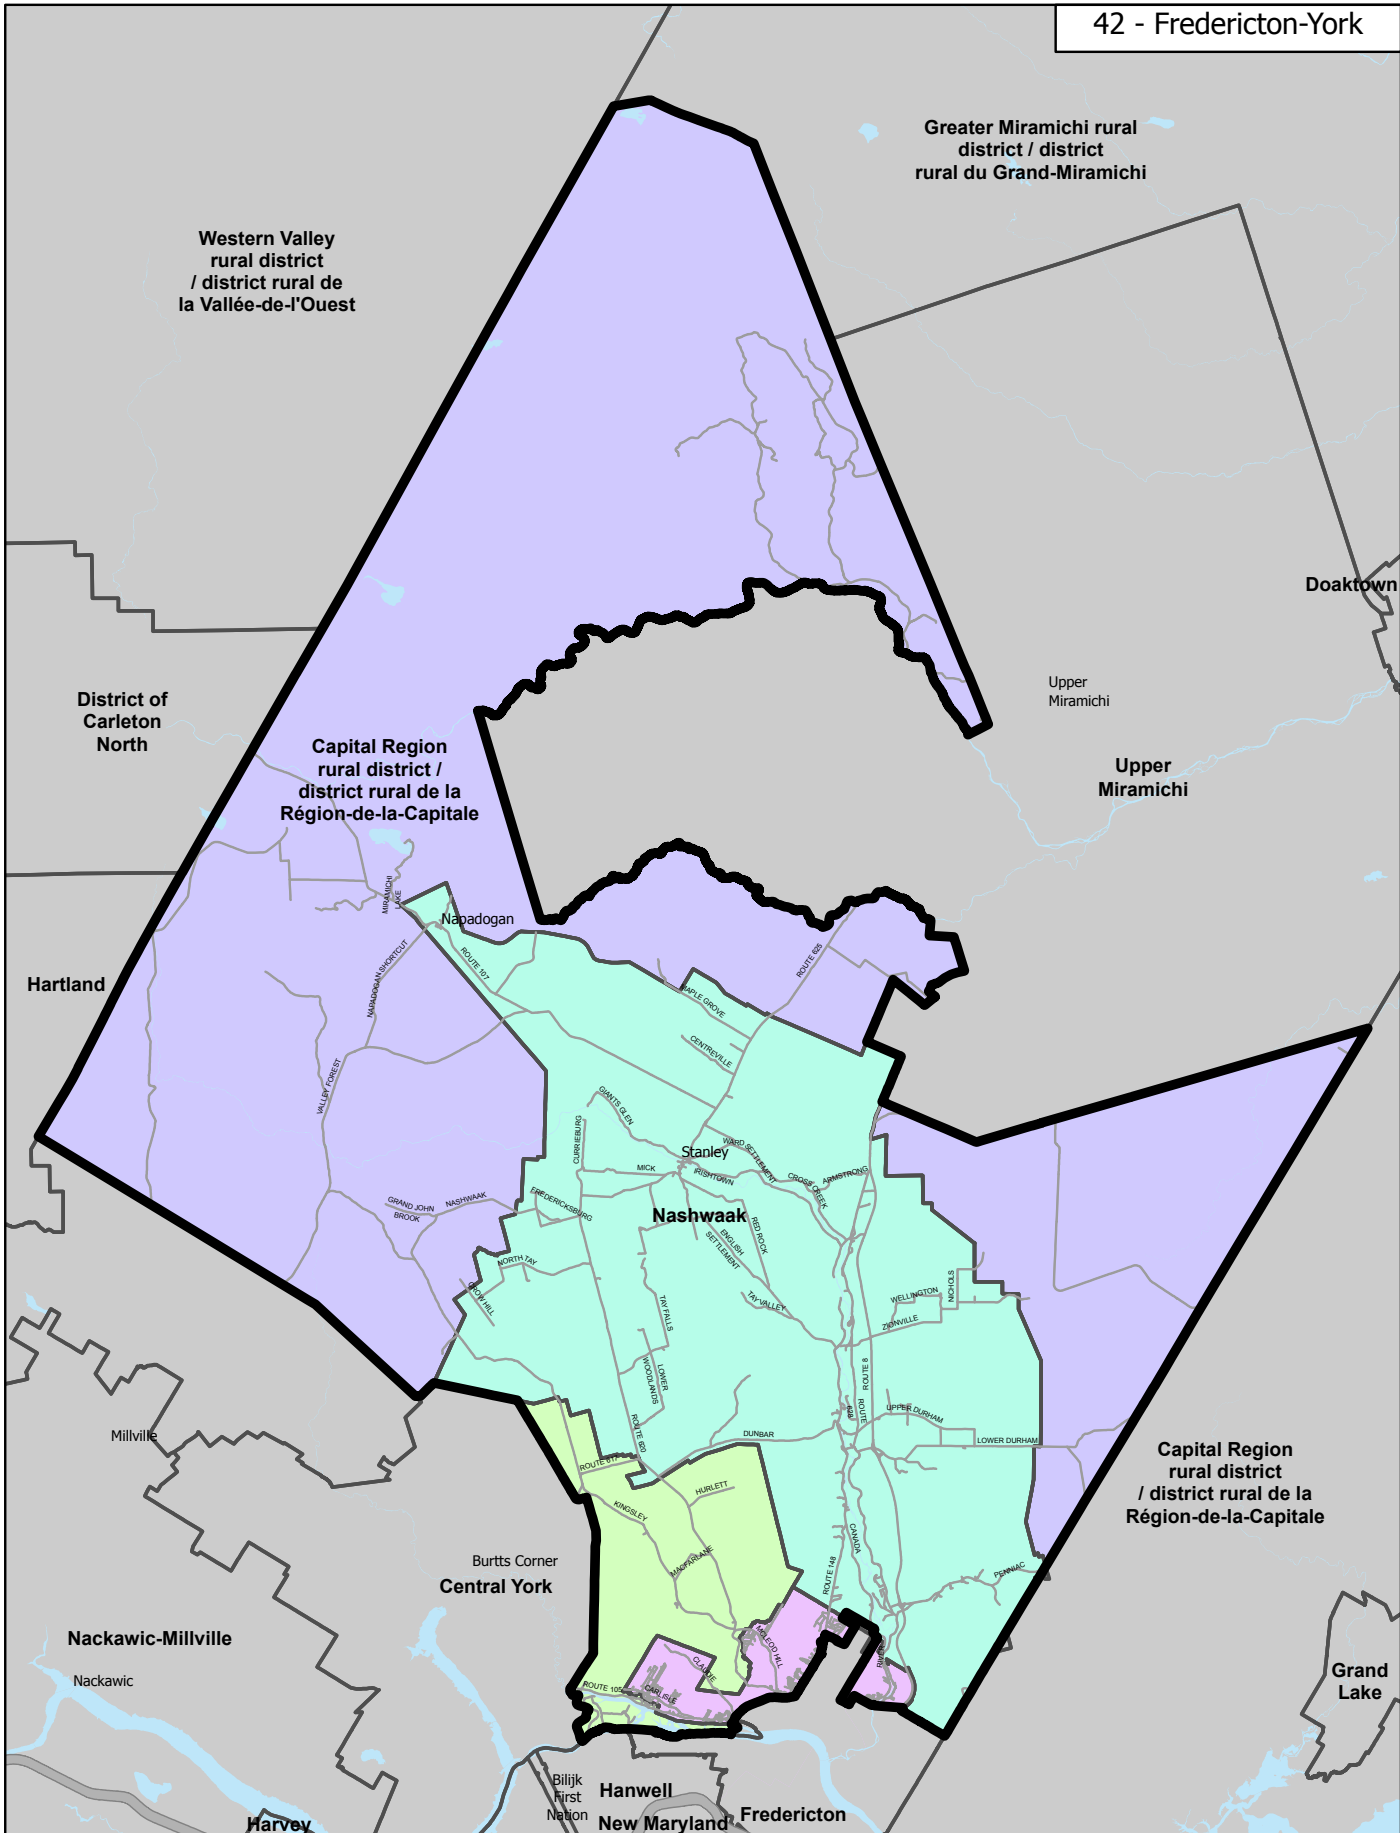 42 - Fredericton-York
Greater Miramichi rural
district / district
rural du Grand-Miramichi
Western Valley
rural district
/ district rural de
la Vallée-de-l'Ouest
Doaktown
Upper
Miramichi
District of
Carleton
North
Capital Region
rural district /
district rural de la
Région-de-la-Capitale
Upper
Miramichi
MIRAMICHI
LAKE
Napadogan
ROUTE 107
NAPADOGAN SHORTCUT
ROUTE 625
Hartland
MAPLE GROVE
CENTREVILLE
VALLEY FOREST
GIANTS GLEN
CURRIEBURG
Stanley
WARD SETTLEMENT
MICK
IRISHTOWN
CROSS CREEK
ARMSTRONG
GRAND JOHN
BROOK
NASHWAAK
FREDERICKSBURG
Nashwaak
RED ROCK
ENGLISH
SETTLEMENT
NORTH TAY
CROW HILL
TAY FALLS
TAY VALLEY
WELLINGTON
NICHOLS
ZIONVILLE
LOWER
WOODLANDS
ROUTE 8
ROUTE
628
UPPER DURHAM
LOWER DURHAM
DUNBAR
ROUTE 620
Millville
ROUTE 617
HURLETT
KINGSLEY
Capital Region
rural district
/ district rural de la
Région-de-la-Capitale
CANADA
MACFARLANE
ROUTE 148
PENNIAC
Burtts Corner
Central York
Nackawic-Millville
Nackawic
MCLEOD HILL
CLAUDIE
CARLISLE
ROUTE 105
Grand
Lake
Bilijk
First
Nation
Hanwell
New Maryland
Fredericton
Harvey